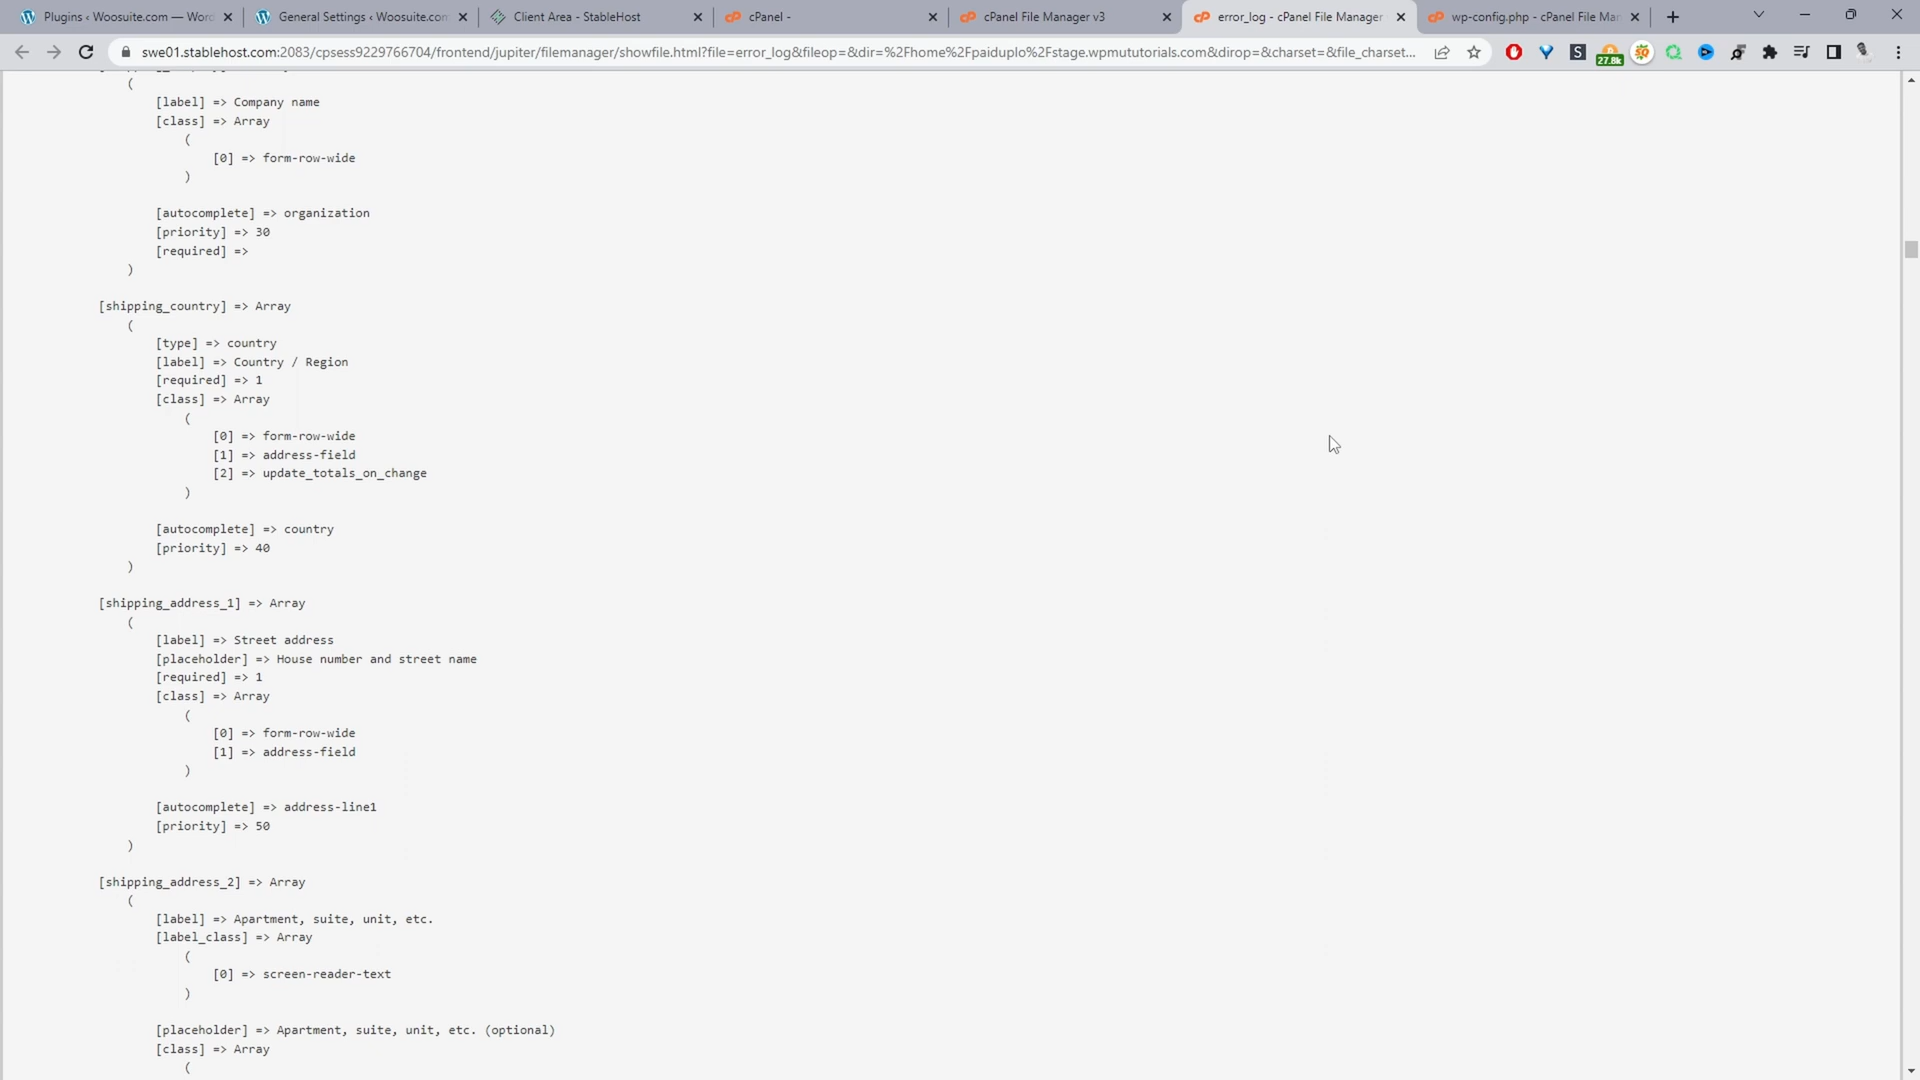 Plugins ‹ Woosuite.com — Wor
General Settings ‹ Woosuite.com
Client Area - StableHost
cPanel -
cPanel File Manager v3
error_log - cPanel File Manager
wp-config.php - cPanel File Man
swe01.stablehost.com:2083/cpsess9229766704/frontend/jupiter/filemanager/showfile.html?file=error_log&fileop=&dir=%2Fhome%2Fpaiduplo%2Fstage.wpmututorials.com&dirop=&charset=&file_charset...
27.8k
(
[label] => Company name
[class] => Array
(
[0] => form-row-wide
)
[autocomplete] => organization
[priority] => 30
[required] =>
)
[shipping_country] => Array
(
[type] => country
[label] => Country / Region
[required] => 1
[class] => Array
(
[0] => form-row-wide
[1] => address-field
[2] => update_totals_on_change
)
[autocomplete] => country
[priority] => 40
)
[shipping_address_1] => Array
(
[label] => Street address
[placeholder] => House number and street name
[required] => 1
[class] => Array
(
[0] => form-row-wide
[1] => address-field
)
[autocomplete] => address-line1
[priority] => 50
)
[shipping_address_2] => Array
(
[label] => Apartment, suite, unit, etc.
[label_class] => Array
(
[0] => screen-reader-text
)
[placeholder] => Apartment, suite, unit, etc. (optional)
[class] => Array
(